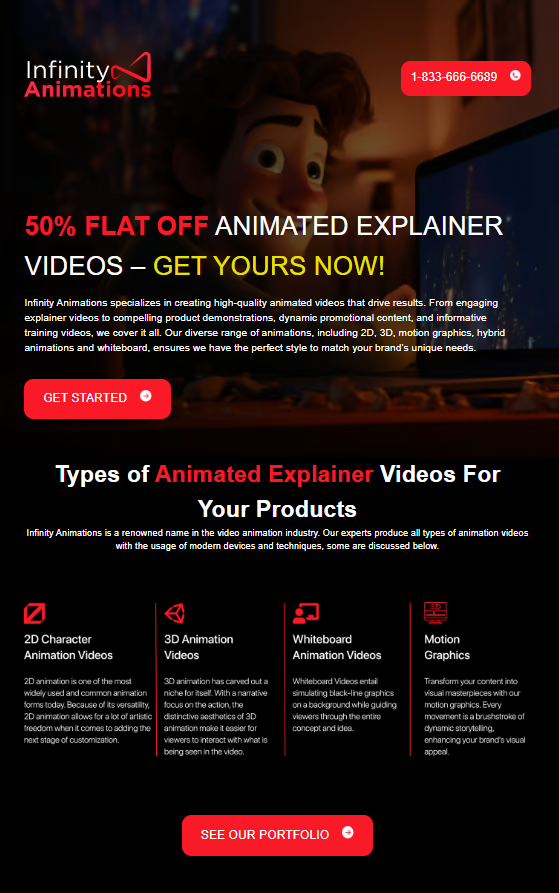 Infinity
Animations
1-833-666-6689
50% FLAT OFF ANIMATED EXPLAINER
VIDEOS – GET YOURS NOW!
Infinity Animations specializes in creating high-quality animated videos that drive results. From engaging
explainer videos to compelling product demonstrations, dynamic promotional content, and informative
training videos, we cover it all. Our diverse range of animations, including 2D, 3D, motion graphics, hybrid
animations and whiteboard, ensures we have the perfect style to match your brand's unique needs.
GET STARTED
Types of Animated Explainer Videos For
Your Products
Infinity Animations is a renowned name in the video animation industry. Our experts produce all types of animation videos
with the usage of modern devices and techniques, some are discussed below.
2D Character
Animation Videos
2D animation is one of the most
widely used and common animation
forms today. Because of its versatility,
2D animation allows for a lot of artistic
freedom when it comes to adding the
next stage of customization.
3D Animation
Videos
3D animation has carved out a
niche for itself. With a narrative
focus on the action, the
distinctive aesthetics of 3D
animation make it easier for
viewers to interact with what is
being seen in the video.
Whiteboard
Animation Videos
Whiteboard Videos entail
simulating black-line graphics
on a background while guiding
viewers through the entire
concept and idea.
Motion
Graphics
Transform your content into
visual masterpieces with our
motion graphics. Every
movement is a brushstroke of
dynamic storytelling,
enhancing your brand's visual
appeal.
SEE OUR PORTFOLIO